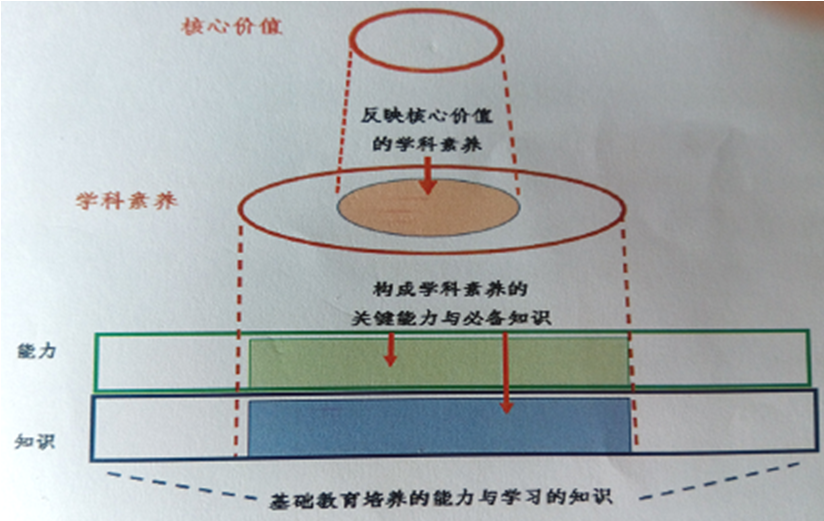 核心价值
反映核心价值
的学科素养
学科素养
构成学科素养的
关键能力与必备知识
能力
知识
基础教育培养的能力与学习的知识